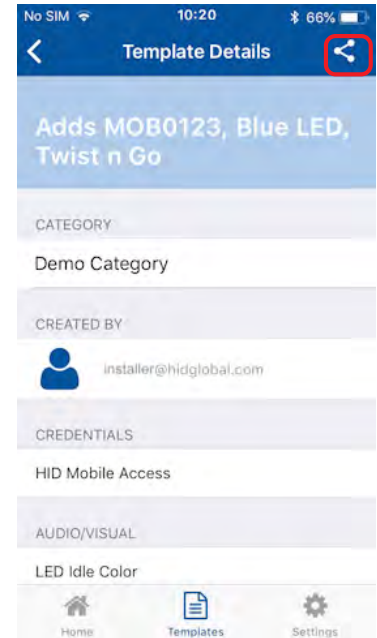 No SIM 10:20 66%
Template Details
Adds MOB0123, Blue LED,
Twist n Go
CATEGORY
Demo Category
CREATED BY
installer@hidglobal.com
CREDENTIALS
HID Mobile Access
AUDIO/VISUAL
LED Idle Color
Home Templates Settings